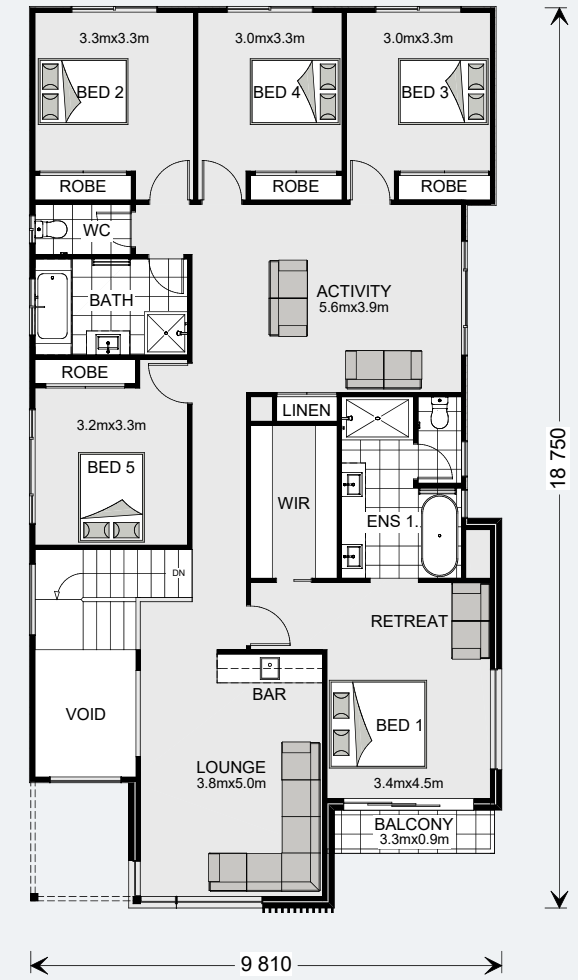 3.3mx3.3m
3.0mx3.3m
3.0mx3.3m
BED 2
BED 4
BED 3
ROBE
ROBE
ROBE
WC
BATH
ACTIVITY
5.6mx3.9m
ROBE
LINEN
3.2mx3.3m
BED 5
WIR
ENS 1.
18 750
DN
RETREAT
BAR
VOID
BED 1
LOUNGE
3.8mx5.0m
3.4mx4.5m
BALCONY
3.3mx0.9m
9 810